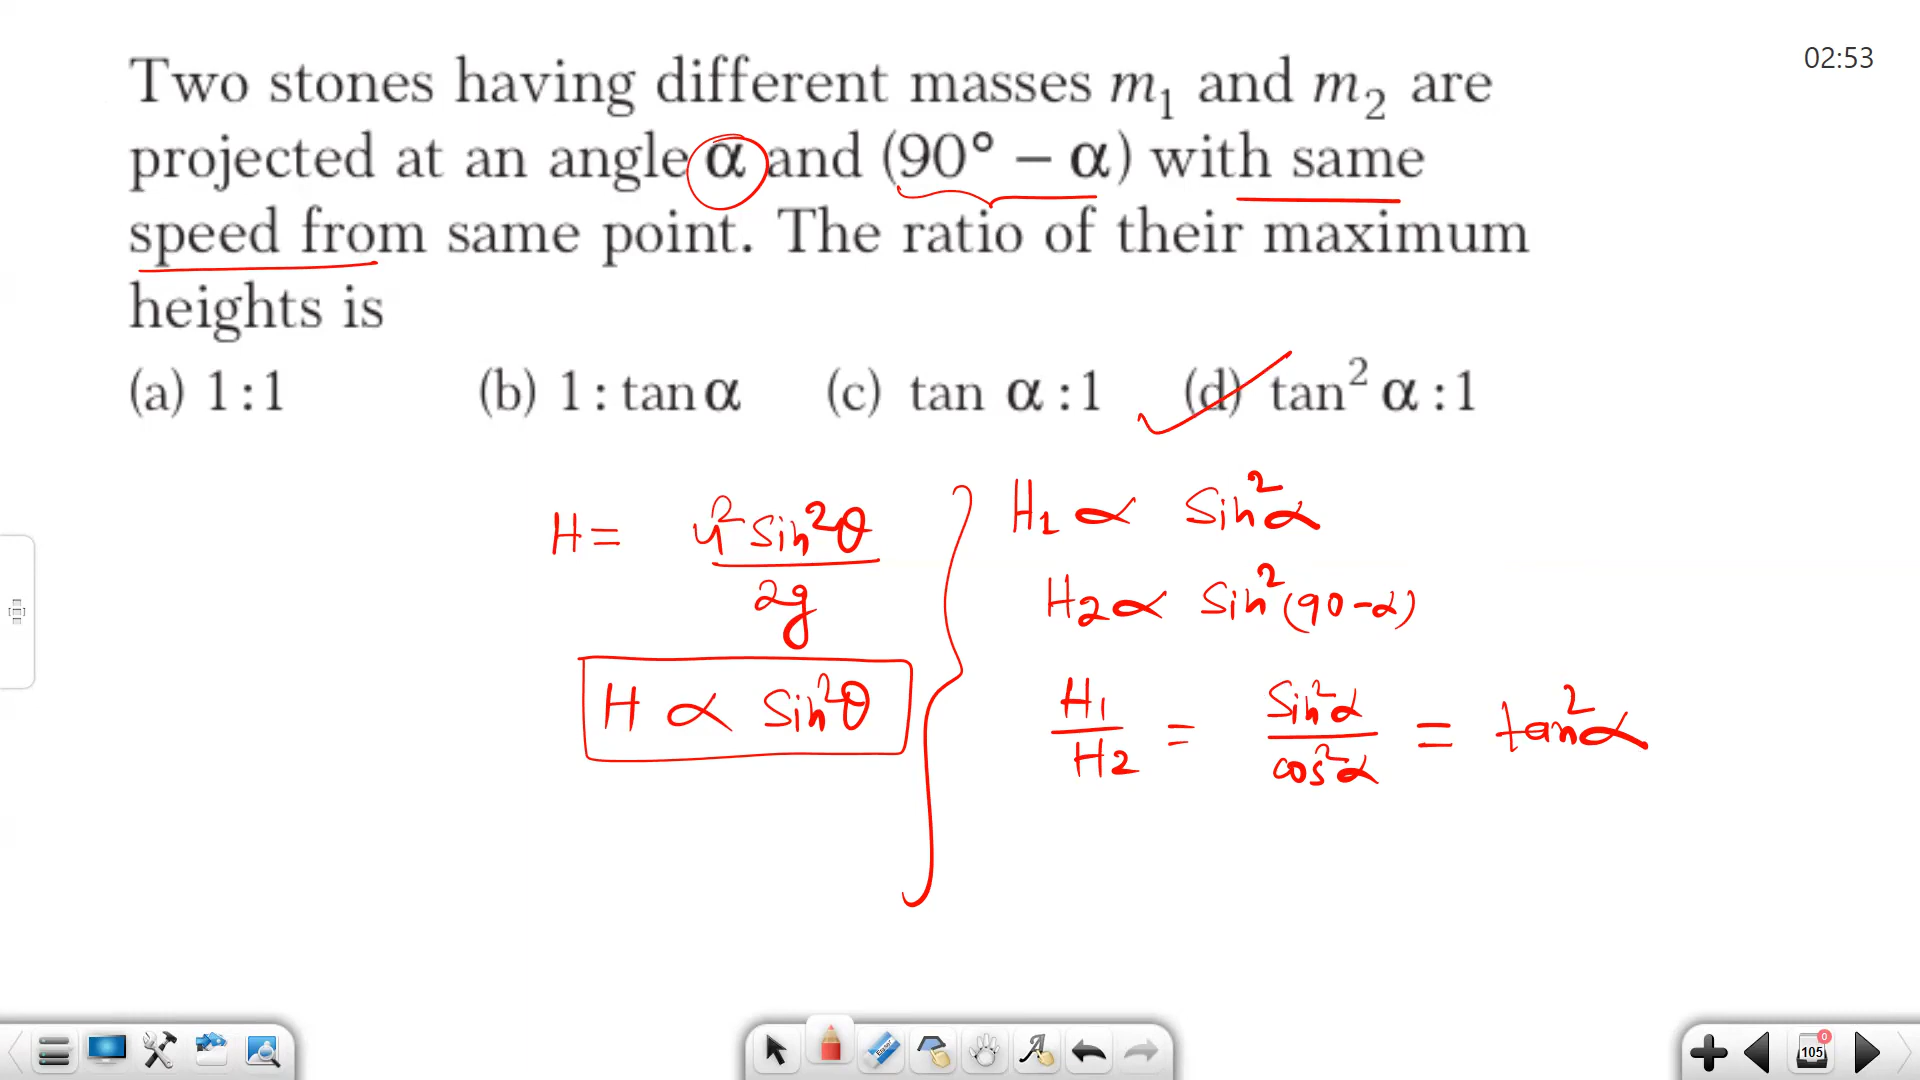 02:53
Two stones having different masses m₁ and m₂ are
projected at an angle α and (90° − α) with same
speed from same point. The ratio of their maximum
heights is
(a) 1:1 (b) 1: tan α (c) tan α :1 (d) tan² α :1
H = u² Sin²θ / 2g
H ∝ Sin²θ
H₁ ∝ Sin²α
H₂ ∝ Sin²(90-α)
H₁/H₂ = Sin²α/cos²α = tan²α
Eraser
A
0
105